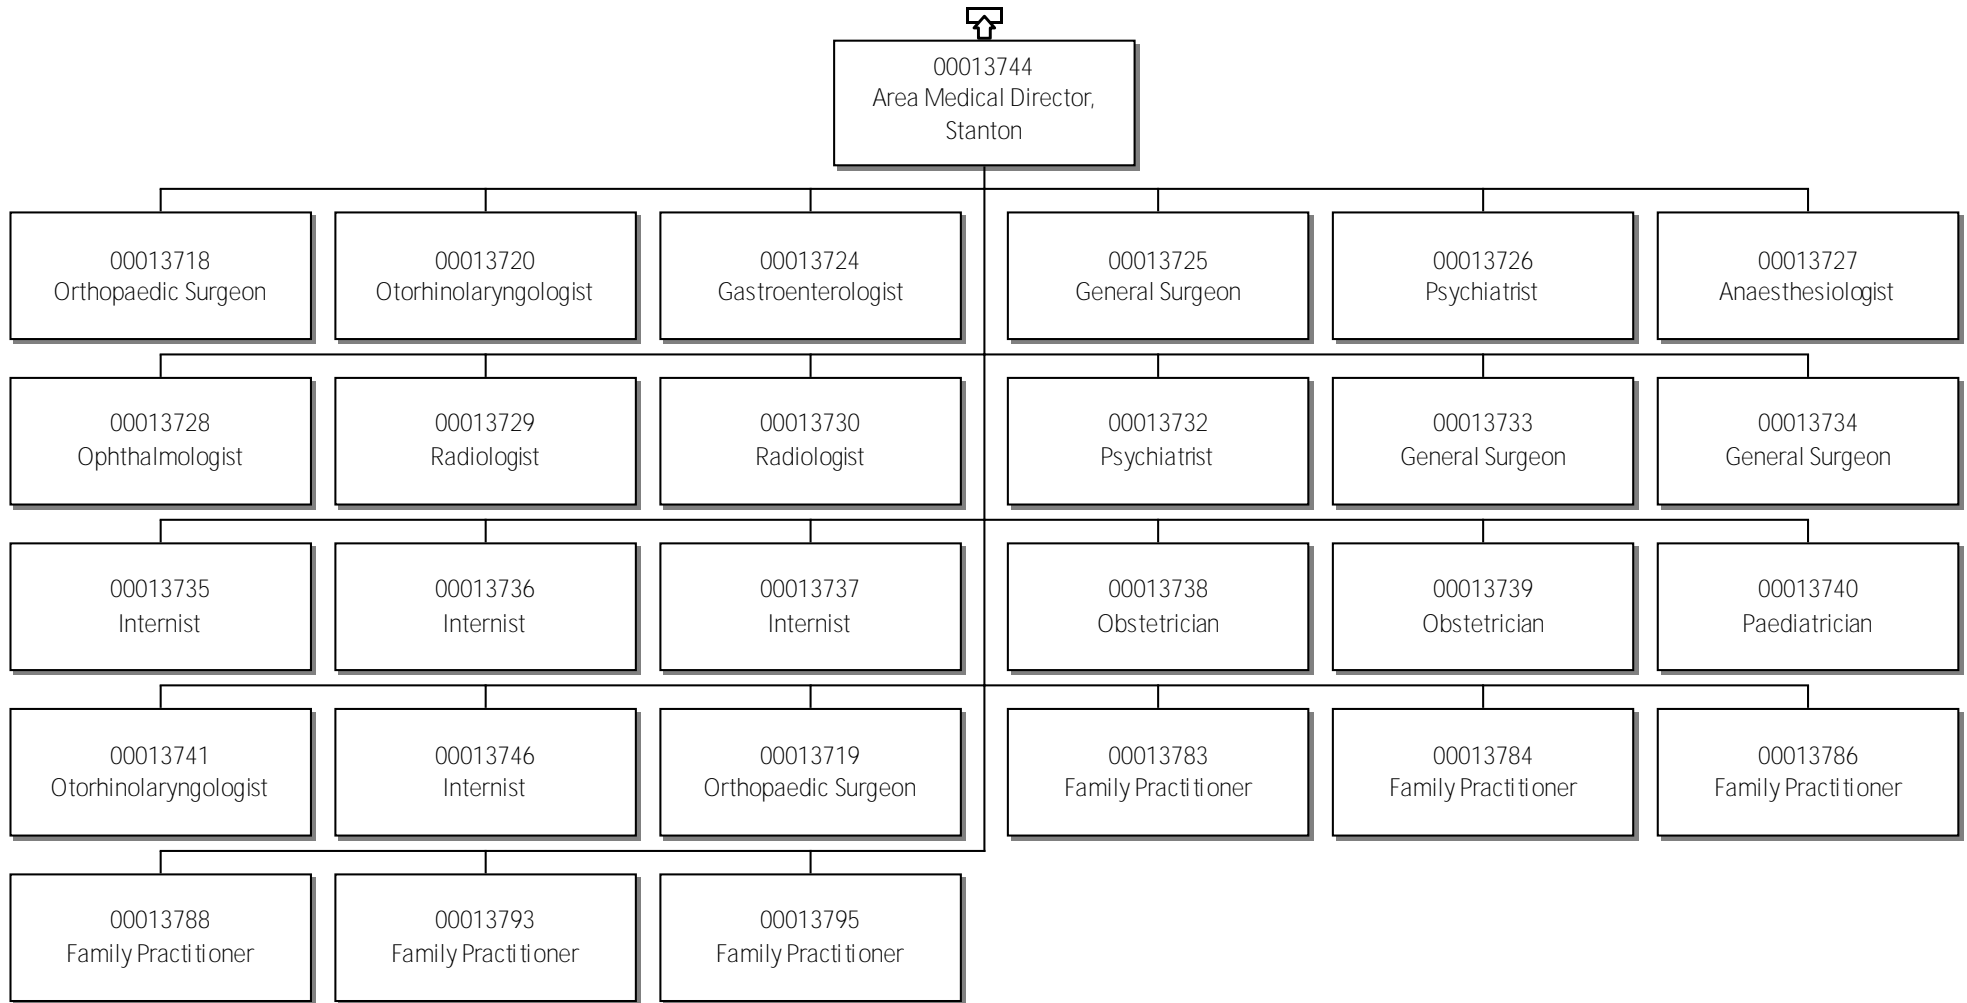 00013744
Area Medical Director,
Stanton
00013718
Orthopaedic Surgeon
00013720
Otorhinolaryngologist
00013724
Gastroenterologist
00013725
General Surgeon
00013726
Psychiatrist
00013727
Anaesthesiologist
00013728
Ophthalmologist
00013729
Radiologist
00013730
Radiologist
00013732
Psychiatrist
00013733
General Surgeon
00013734
General Surgeon
00013735
Internist
00013736
Internist
00013737
Internist
00013738
Obstetrician
00013739
Obstetrician
00013740
Paediatrician
00013741
Otorhinolaryngologist
00013746
Internist
00013719
Orthopaedic Surgeon
00013783
Family Practitioner
00013784
Family Practitioner
00013786
Family Practitioner
00013788
Family Practitioner
00013793
Family Practitioner
00013795
Family Practitioner